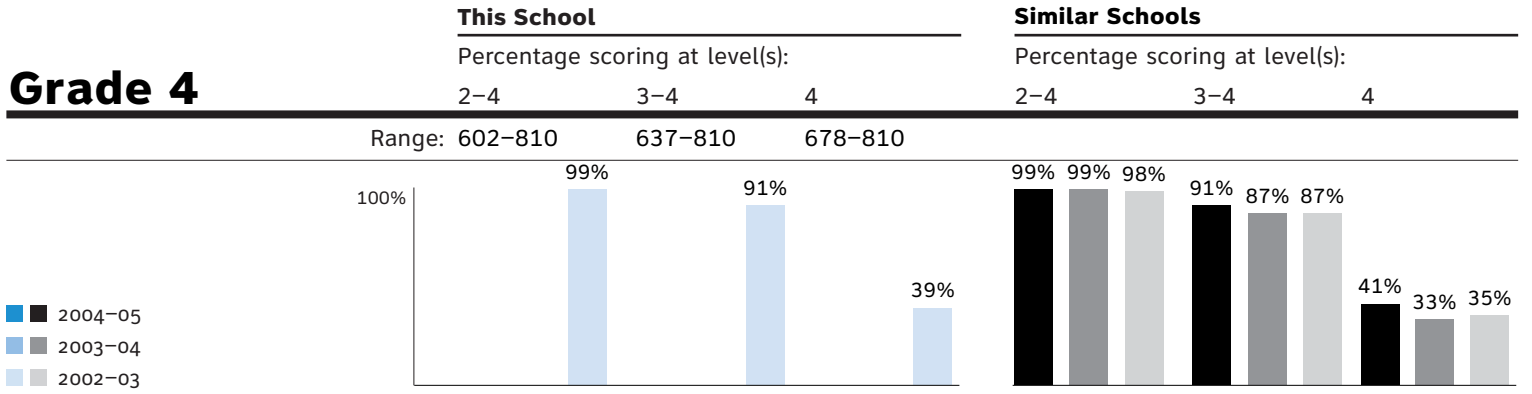 This School Similar Schools
Percentage scoring at level(s): Percentage scoring at level(s):
Grade 4 2–4 3–4 4 2–4 3–4 4
Range: 602–810 637–810 678–810
99% 91% 39% 99% 99% 98% 91% 87% 87% 41% 33% 35%
100%
2004–05
2003–04
2002–03